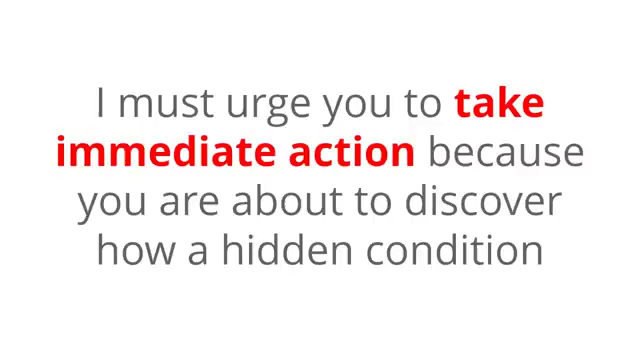 I must urge you to take
immediate action because
you are about to discover
how a hidden condition